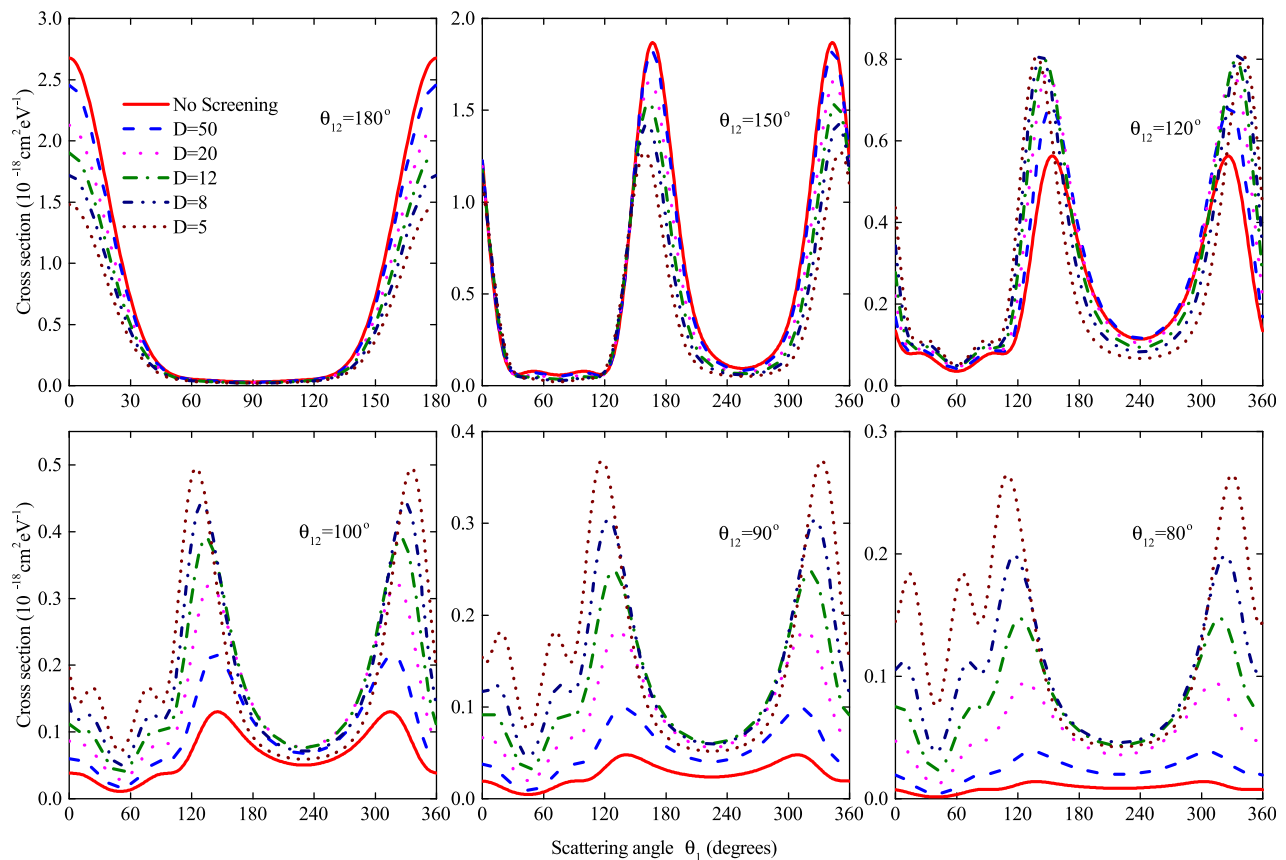 3.0
2.5
2.0
1.5
1.0
0.5
0.0
0 30 60 90 120 150 180
No Screening
D=50
D=20
D=12
D=8
D=5
θ12=180°
2.0
1.5
1.0
0.5
0.0
0 60 120 180 240 300 360
θ12=150°
0.8
0.6
0.4
0.2
0.0
0 60 120 180 240 300 360
θ12=120°
Cross section (10⁻¹⁸cm²eV⁻¹)
0.5
0.4
0.3
0.2
0.1
0.0
0 60 120 180 240 300 360
θ12=100°
0.4
0.3
0.2
0.1
0.0
0 60 120 180 240 300 360
θ12=90°
0.3
0.2
0.1
0.0
0 60 120 180 240 300 360
θ12=80°
Cross section (10⁻¹⁸cm²eV⁻¹)
Scattering angle θ1 (degrees)